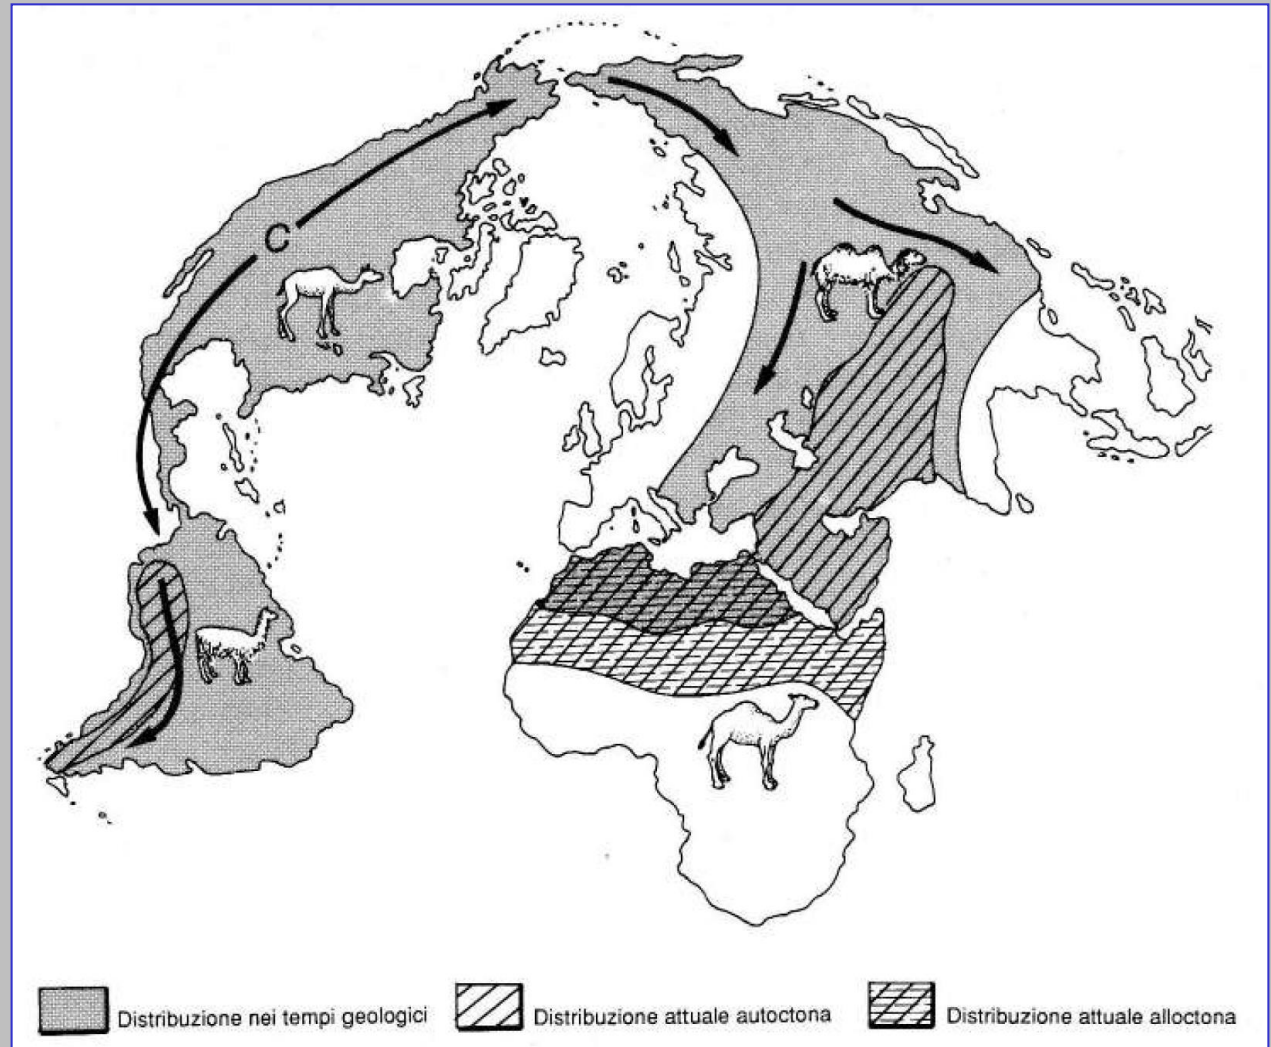 C
Distribuzione nei tempi geologici
Distribuzione attuale autoctona
Distribuzione attuale alloctona